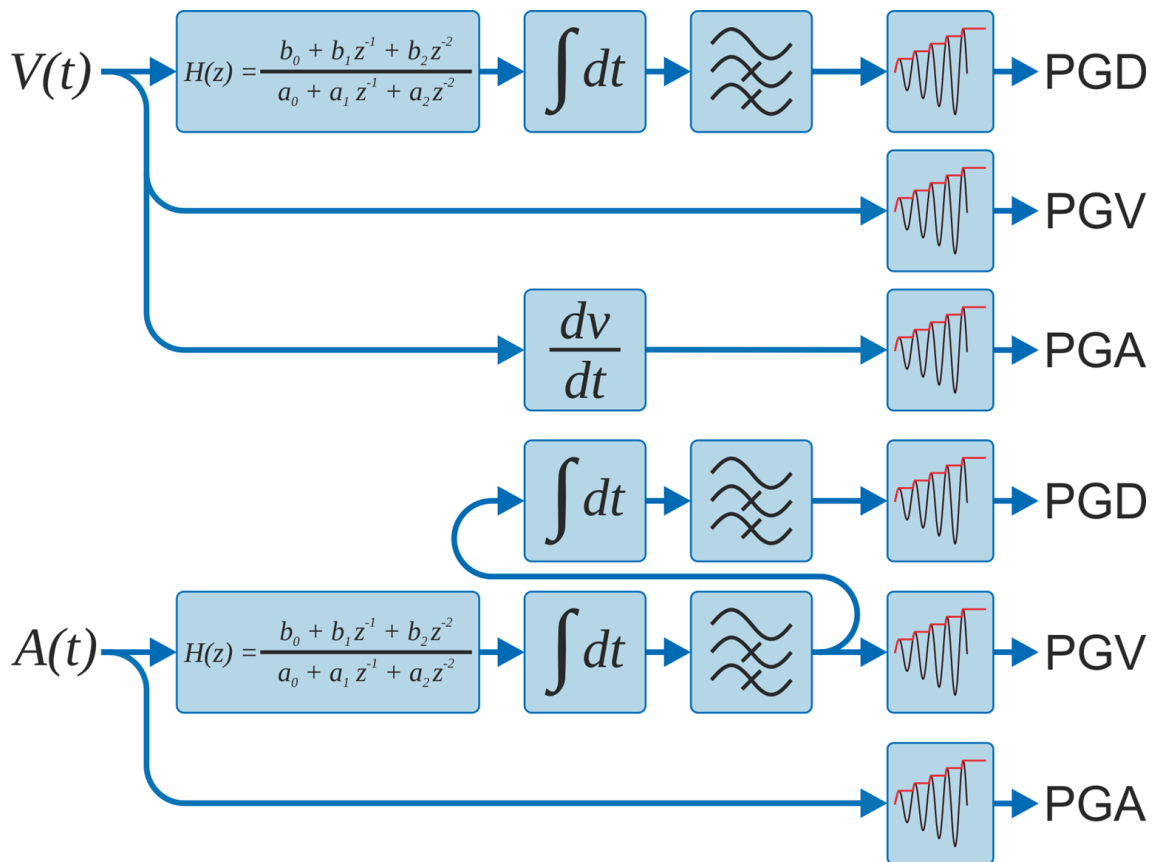 V(t) H(z) = b₀ + b₁z⁻¹ + b₂z⁻² / a₀ + a₁z⁻¹ + a₂z⁻² ∫dt PGD
PGV
dv / dt PGA
∫dt PGD
A(t) H(z) = b₀ + b₁z⁻¹ + b₂z⁻² / a₀ + a₁z⁻¹ + a₂z⁻² ∫dt PGV
PGA